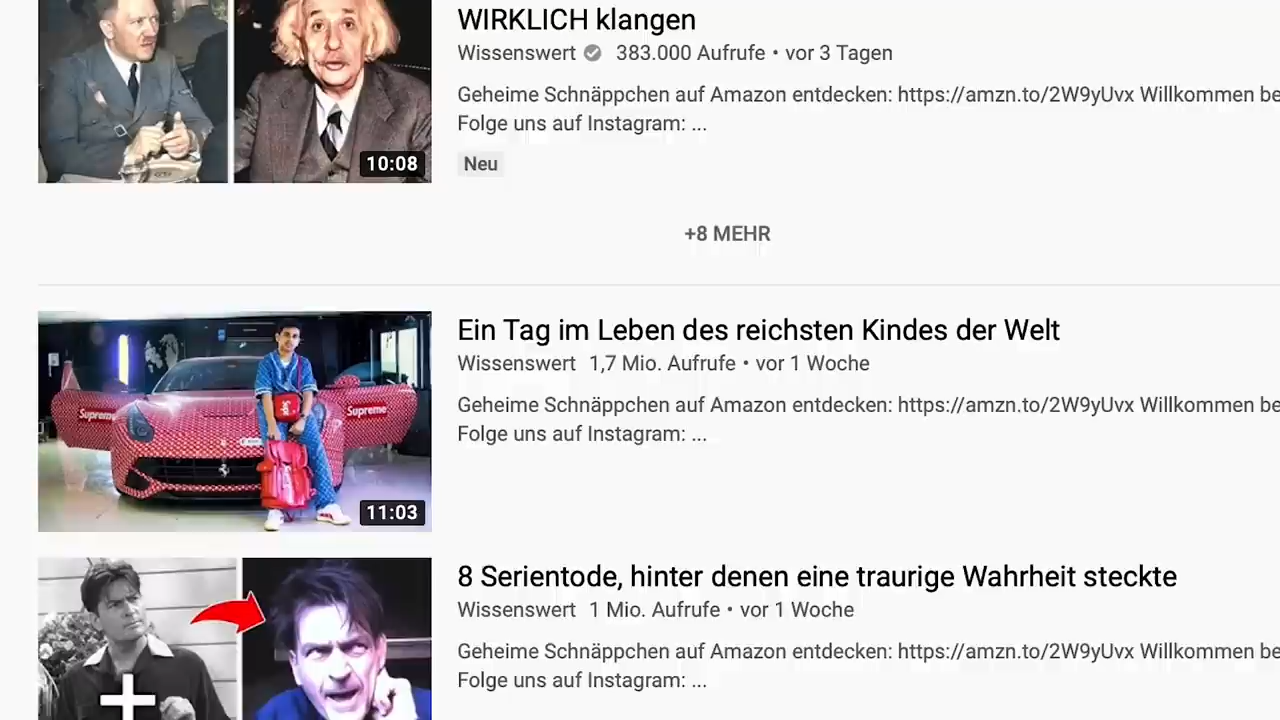 WIRKLICH klangen
Wissenswert 383.000 Aufrufe • vor 3 Tagen
Geheime Schnäppchen auf Amazon entdecken: https://amzn.to/2W9yUvx Willkommen be
Folge uns auf Instagram: ...
10:08
Neu
+8 MEHR
Ein Tag im Leben des reichsten Kindes der Welt
Wissenswert 1,7 Mio. Aufrufe • vor 1 Woche
Geheime Schnäppchen auf Amazon entdecken: https://amzn.to/2W9yUvx Willkommen be
Folge uns auf Instagram: ...
Supreme
Supreme
11:03
8 Serientode, hinter denen eine traurige Wahrheit steckte
Wissenswert 1 Mio. Aufrufe • vor 1 Woche
Geheime Schnäppchen auf Amazon entdecken: https://amzn.to/2W9yUvx Willkommen be
Folge uns auf Instagram: ...